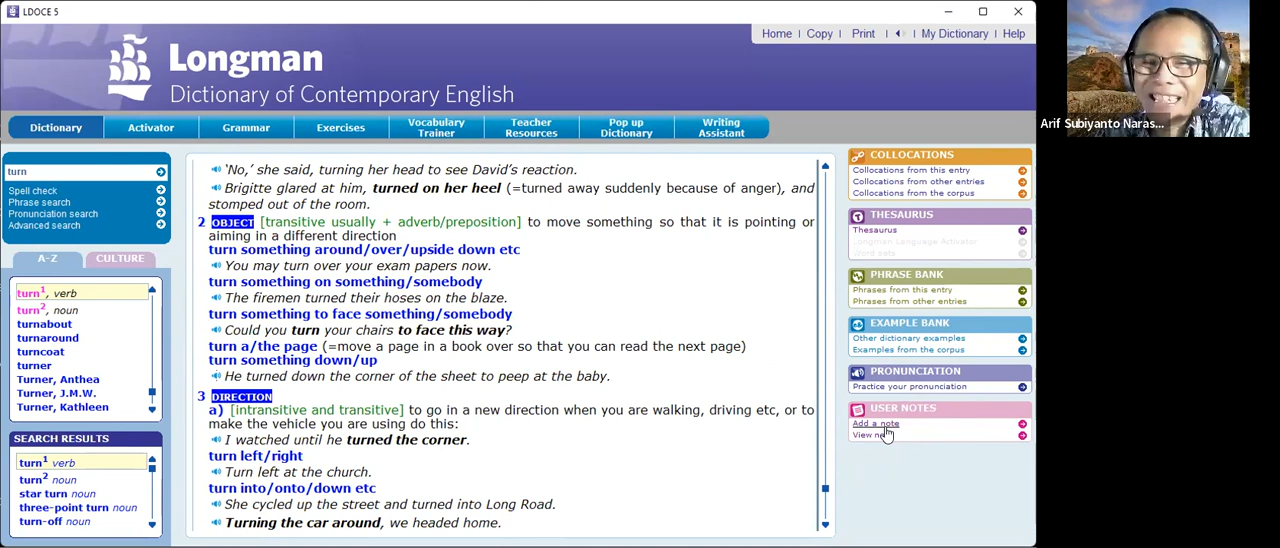 LDOCE 5
Home | Copy | Print | My Dictionary | Help
Longman
Dictionary of Contemporary English
Dictionary
Activator
Grammar
Exercises
Vocabulary
Trainer
Teacher
Resources
Pop up
Dictionary
Writing
Assistant
turn
Spell check
Phrase search
Pronunciation search
Advanced search
A-Z
CULTURE
turn1, verb
turn2, noun
turnabout
turnaround
turncoat
turner
Turner, Anthea
Turner, J.M.W.
Turner, Kathleen
SEARCH RESULTS
turn1 verb
turn2 noun
star turn noun
three-point turn noun
turn-off noun
'No,' she said, turning her head to see David's reaction.
Brigitte glared at him, turned on her heel (=turned away suddenly because of anger), and
stomped out of the room.
2 OBJECT [transitive usually + adverb/preposition] to move something so that it is pointing or
aiming in a different direction
turn something around/over/upside down etc
You may turn over your exam papers now.
turn something on something/somebody
The firemen turned their hoses on the blaze.
turn something to face something/somebody
Could you turn your chairs to face this way?
turn a/the page (=move a page in a book over so that you can read the next page)
turn something down/up
He turned down the corner of the sheet to peep at the baby.
3 DIRECTION
a) [intransitive and transitive] to go in a new direction when you are walking, driving etc, or to
make the vehicle you are using do this:
I watched until he turned the corner.
turn left/right
Turn left at the church.
turn into/onto/down etc
She cycled up the street and turned into Long Road.
Turning the car around, we headed home.
COLLOCATIONS
Collocations from this entry
Collocations from other entries
Collocations from the corpus
THESAURUS
Thesaurus
Longman Language Activator
Word sets
PHRASE BANK
Phrases from this entry
Phrases from other entries
EXAMPLE BANK
Other dictionary examples
Examples from the corpus
PRONUNCIATION
Practice your pronunciation
USER NOTES
Add a note
View
Arif Subiyanto Naras...